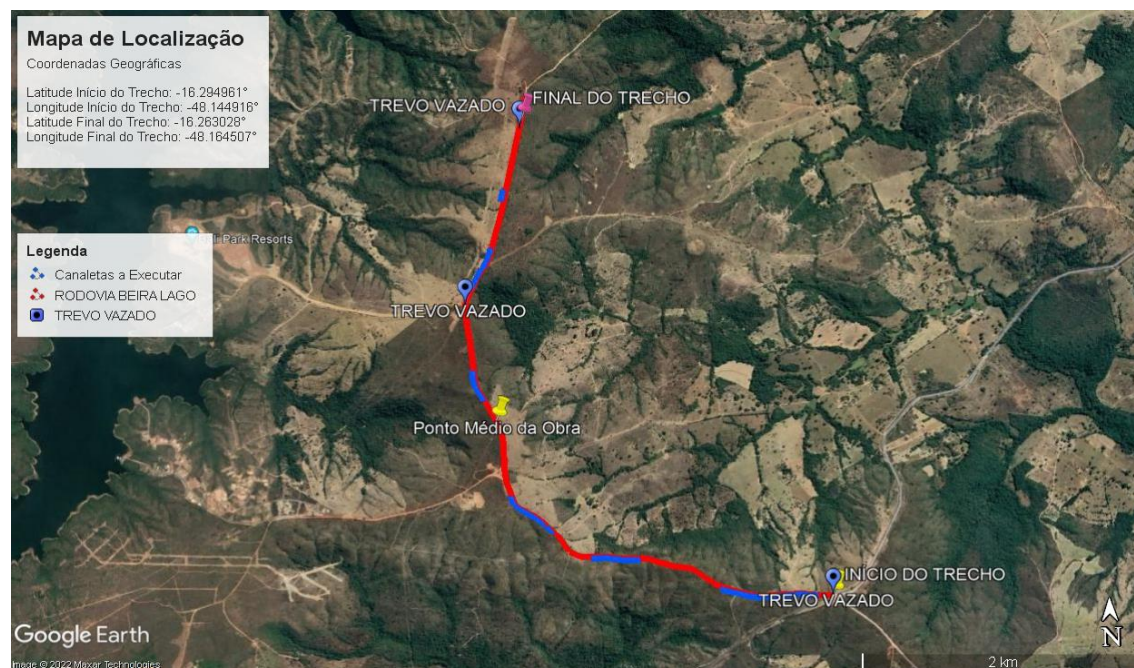 Mapa de Localização
Coordenadas Geográficas
Latitude Início do Trecho: -16.294961°
Longitude Início do Trecho: -48.144916°
Latitude Final do Trecho: -16.263028°
Longitude Final do Trecho: -48.164507°
TREVO VAZADO
FINAL DO TRECHO
Park Resorts
Legenda
Canaletas a Executar
RODOVIA BEIRA LAGO
TREVO VAZADO
TREVO VAZADO
Ponto Médio da Obra
INÍCIO DO TRECHO
TREVO VAZADO
Google Earth
Image © 2022 Maxar Technologies
2 km
N